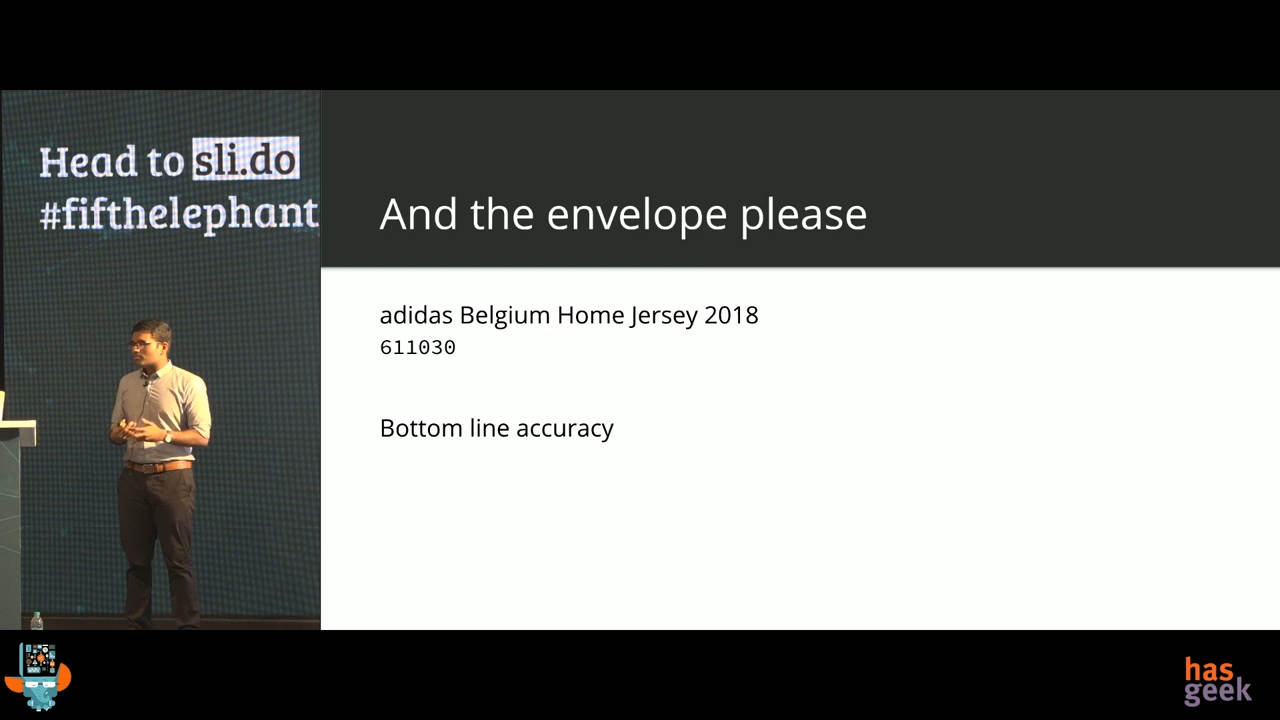 Head to sli.do
#fifthelephant
And the envelope please
adidas Belgium Home Jersey 2018
611030
Bottom line accuracy
has
geek